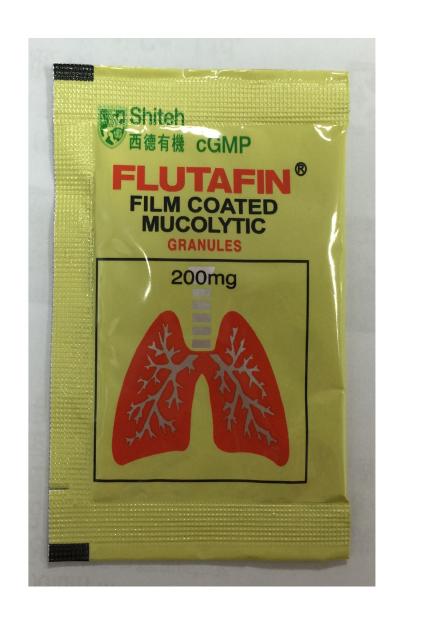 Shiteh
西德有機 cGMP
FLUTAFIN®
FILM COATED
MUCOLYTIC
GRANULES
200mg